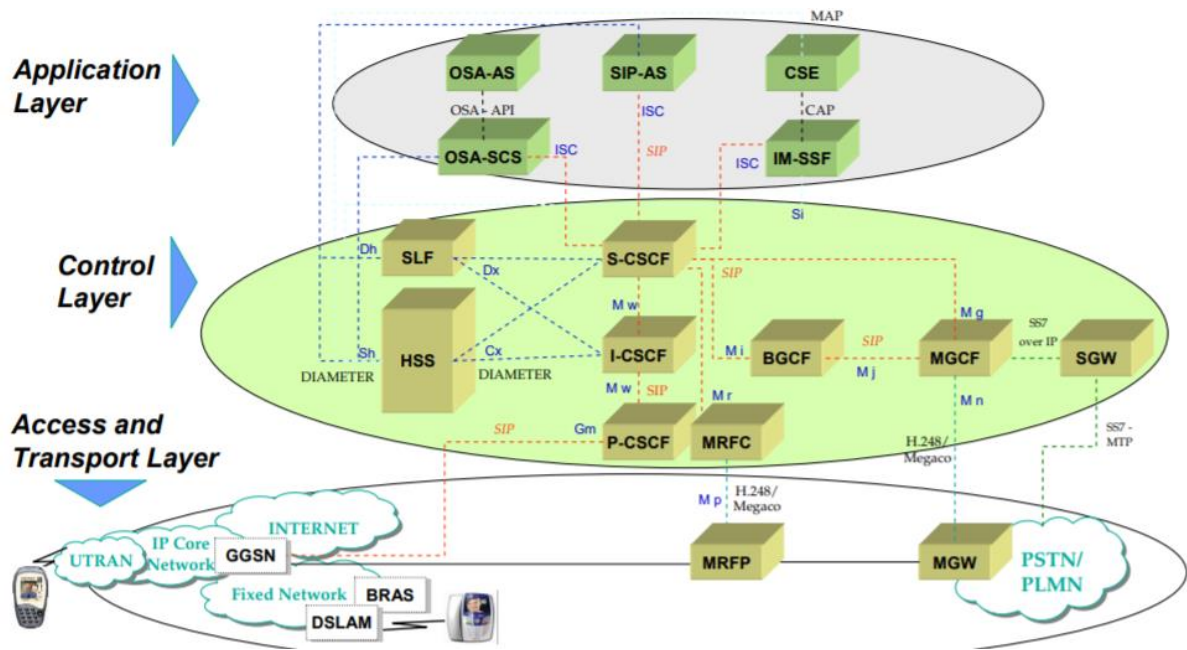 MAP
Application
Layer
OSA-AS
SIP-AS
CSE
OSA - API
ISC
CAP
OSA-SCS
ISC
SIP
ISC
IM-SSF
Si
Control
Layer
Dh
SLF
Dx
S-CSCF
SIP
M w
M g
SS7
over IP
Sh
HSS
Cx
I-CSCF
M i
BGCF
SIP
M j
MGCF
SGW
DIAMETER
DIAMETER
M w
SIP
M r
M n
Access and
Transport Layer
SIP
Gm
P-CSCF
MRFC
H.248/
Megaco
SS7 -
MTP
M p
H.248/
Megaco
INTERNET
UTRAN
IP Core
Network
GGSN
MRFP
MGW
PSTN/
PLMN
Fixed Network
BRAS
DSLAM